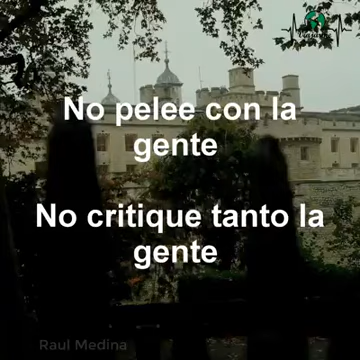 No pelee con la
gente
No critique tanto la
gente
Raul Medina